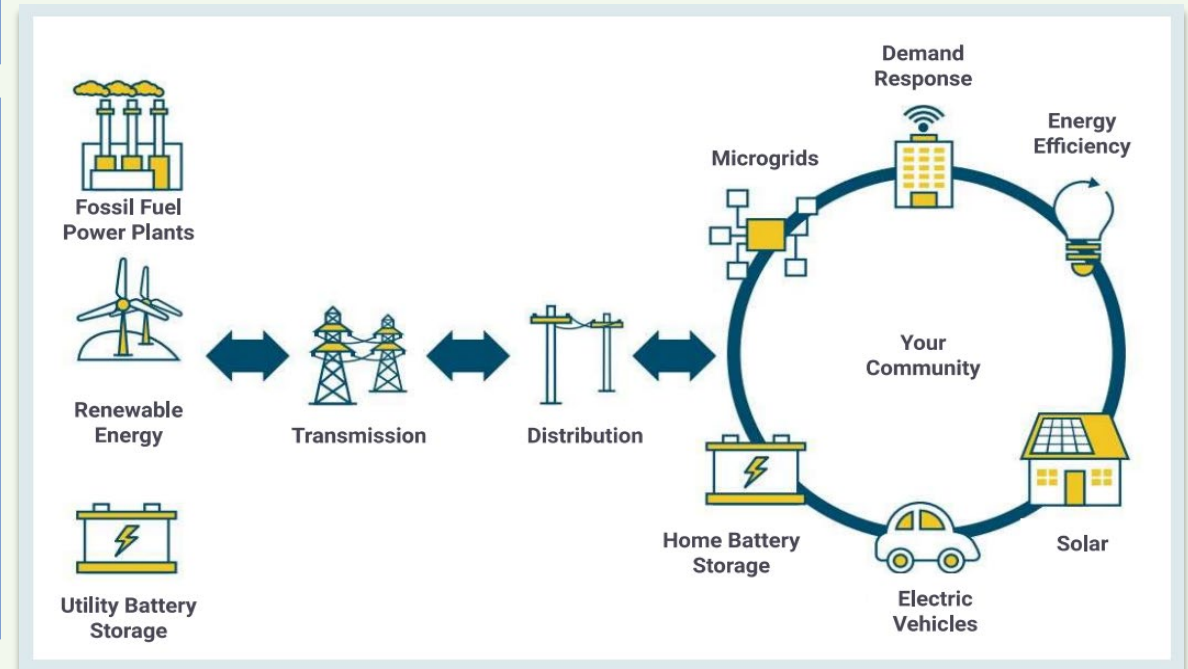 Fossil Fuel
Power Plants
Renewable
Energy
Utility Battery
Storage
Transmission
Distribution
Microgrids
Demand
Response
Energy
Efficiency
Your
Community
Home Battery
Storage
Electric
Vehicles
Solar